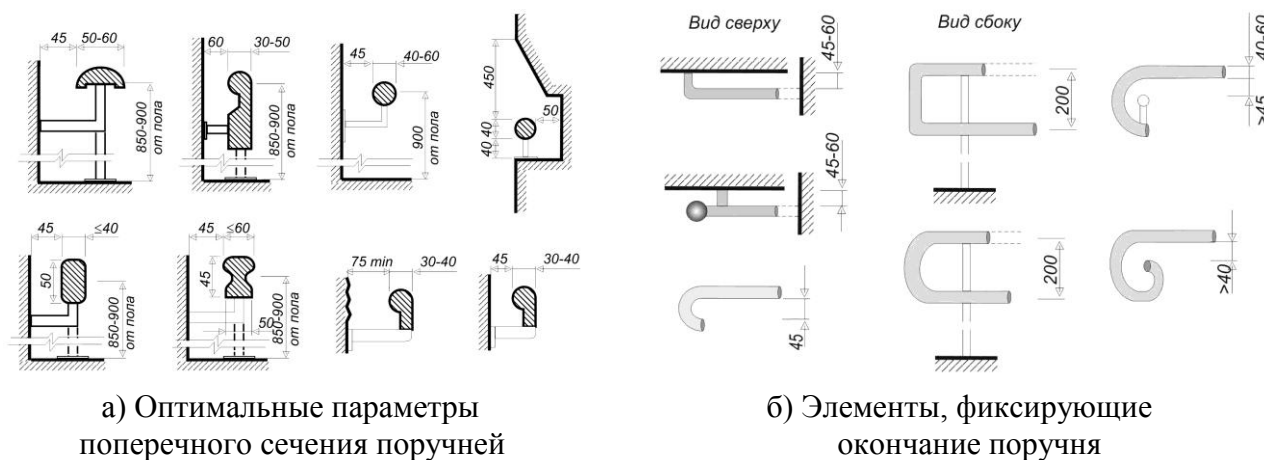 45 50-60
850-900
от пола
60 30-50
850-900
от пола
45 40-60
900
от пола
450
50
40 40
45 ≤40
50
850-900
от пола
45 ≤60
45
50
850-900
от пола
75 min 30-40
45 30-40
а) Оптимальные параметры
поперечного сечения поручней
Вид сверху
45-60
45-60
45
Вид сбоку
200
40-60
>45
200
>40
б) Элементы, фиксирующие
окончание поручня